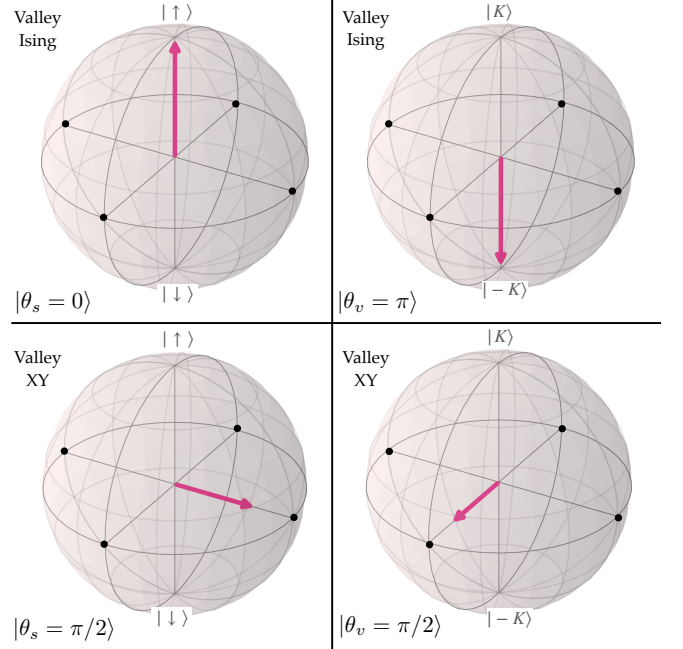 Valley
Ising
| ↑ ⟩
| ↓ ⟩
|θ_s = 0⟩
Valley
Ising
|K⟩
| − K⟩
|θ_v = π⟩
Valley
XY
| ↑ ⟩
| ↓ ⟩
|θ_s = π/2⟩
Valley
XY
|K⟩
| − K⟩
|θ_v = π/2⟩